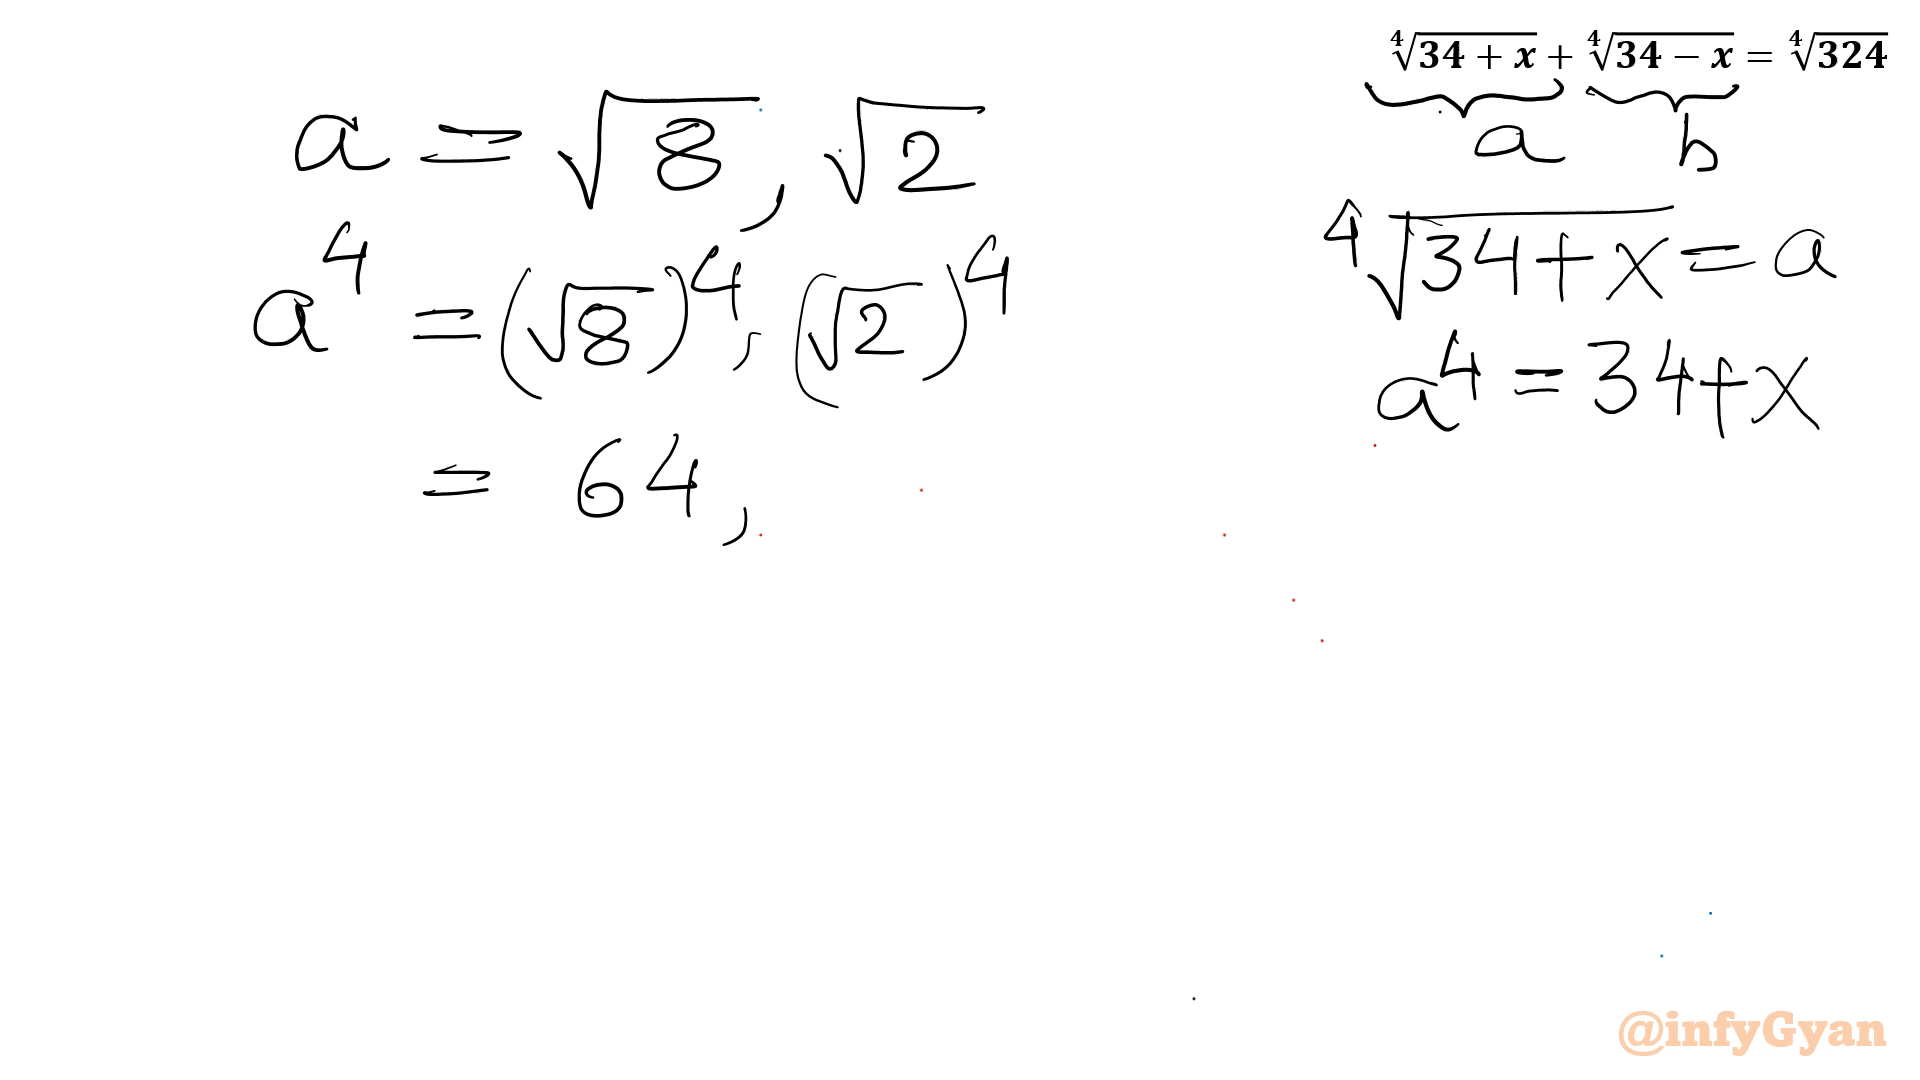 ∜(34 + x) + ∜(34 − x) = ∜324
a b
a = √8, √2
∜(34+x) = a
a⁴ = (√8)⁴, (√2)⁴
a⁴ = 34+x
= 64,
@infyGyan